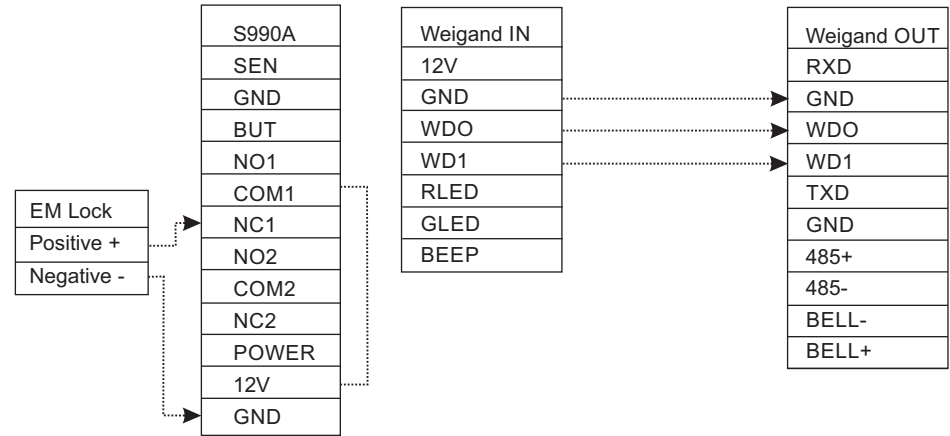 EM Lock
Positive +
Negative -
S990A
SEN
GND
BUT
NO1
COM1
NC1
NO2
COM2
NC2
POWER
12V
GND
Weigand IN
12V
GND
WDO
WD1
RLED
GLED
BEEP
Weigand OUT
RXD
GND
WDO
WD1
TXD
GND
485+
485-
BELL-
BELL+